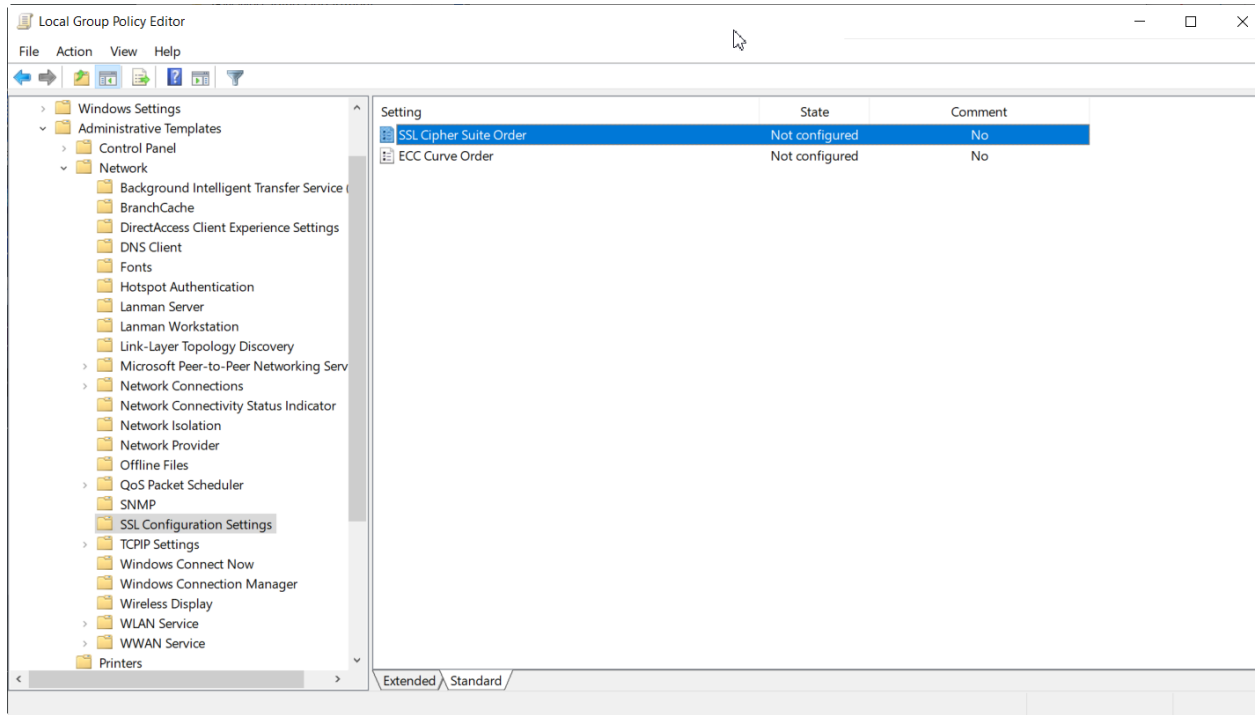 Local Group Policy Editor
File Action View Help
Windows Settings
Administrative Templates
Control Panel
Network
Background Intelligent Transfer Service (
BranchCache
DirectAccess Client Experience Settings
DNS Client
Fonts
Hotspot Authentication
Lanman Server
Lanman Workstation
Link-Layer Topology Discovery
Microsoft Peer-to-Peer Networking Serv
Network Connections
Network Connectivity Status Indicator
Network Isolation
Network Provider
Offline Files
QoS Packet Scheduler
SNMP
SSL Configuration Settings
TCPIP Settings
Windows Connect Now
Windows Connection Manager
Wireless Display
WLAN Service
WWAN Service
Printers
Setting State Comment
SSL Cipher Suite Order Not configured No
ECC Curve Order Not configured No
Extended Standard